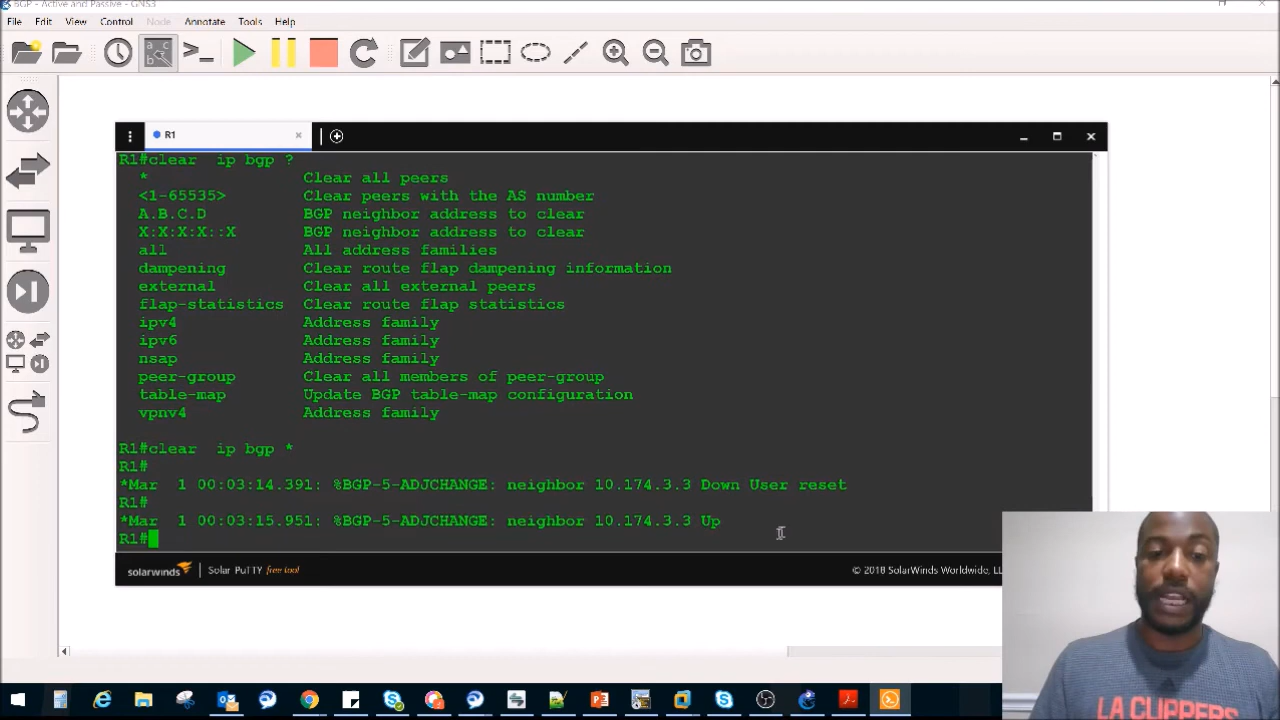 BGP - Active and Passive - GNS3
File Edit View Control Node Annotate Tools Help
R1
R1#clear  ip bgp ?
* Clear all peers
<1-65535> Clear peers with the AS number
A.B.C.D BGP neighbor address to clear
X:X:X:X::X BGP neighbor address to clear
all All address families
dampening Clear route flap dampening information
external Clear all external peers
flap-statistics Clear route flap statistics
ipv4 Address family
ipv6 Address family
nsap Address family
peer-group Clear all members of peer-group
table-map Update BGP table-map configuration
vpnv4 Address family
R1#clear  ip bgp *
R1#
*Mar  1 00:03:14.391: %BGP-5-ADJCHANGE: neighbor 10.174.3.3 Down User reset
R1#
*Mar  1 00:03:15.951: %BGP-5-ADJCHANGE: neighbor 10.174.3.3 Up
R1#
solarwinds Solar PuTTY free tool © 2018 SolarWinds Worldwide, LL
LA CLIPPERS